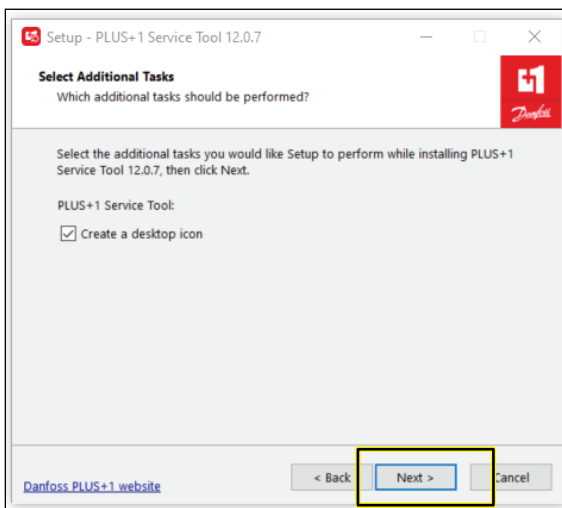 Setup - PLUS+1 Service Tool 12.0.7
Select Additional Tasks
Which additional tasks should be performed?
Danfoss
Select the additional tasks you would like Setup to perform while installing PLUS+1
Service Tool 12.0.7, then click Next.
PLUS+1 Service Tool:
Create a desktop icon
Danfoss PLUS+1 website
< Back
Next >
Cancel